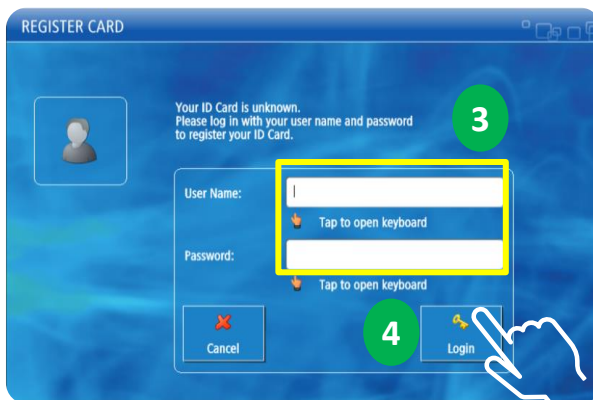 REGISTER CARD
Your ID Card is unknown.
Please log in with your user name and password
to register your ID Card.
3
User Name:
Tap to open keyboard
Password:
Tap to open keyboard
4
Cancel
Login